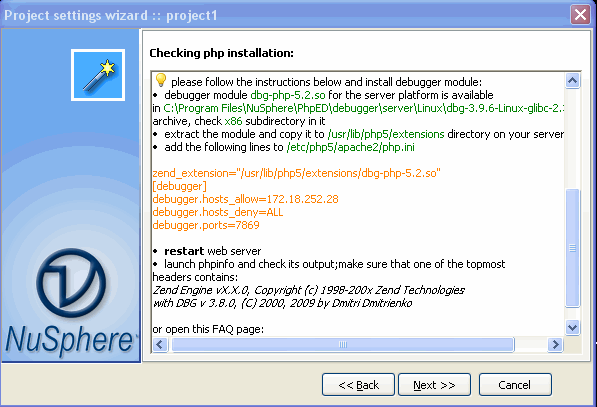 Project settings wizard :: project1
Checking php installation:
please follow the instructions below and install debugger module:
• debugger module dbg-php-5.2.so for the server platform is available
in C:\Program Files\NuSphere\PhpED\debugger\server\Linux\dbg-3.9.6-Linux-glibc-2.
archive, check x86 subdirectory in it
• extract the module and copy it to /usr/lib/php5/extensions directory on your server
• add the following lines to /etc/php5/apache2/php.ini
zend_extension="/usr/lib/php5/extensions/dbg-php-5.2.so"
[debugger]
debugger.hosts_allow=172.18.252.28
debugger.hosts_deny=ALL
debugger.ports=7869
• restart web server
• launch phpinfo and check its output;make sure that one of the topmost
headers contains:
Zend Engine vX.X.0, Copyright (c) 1998-200x Zend Technologies
with DBG v 3.8.0, (C) 2000, 2009 by Dmitri Dmitrienko
or open this FAQ page:
NuSphere
<< Back
Next >>
Cancel